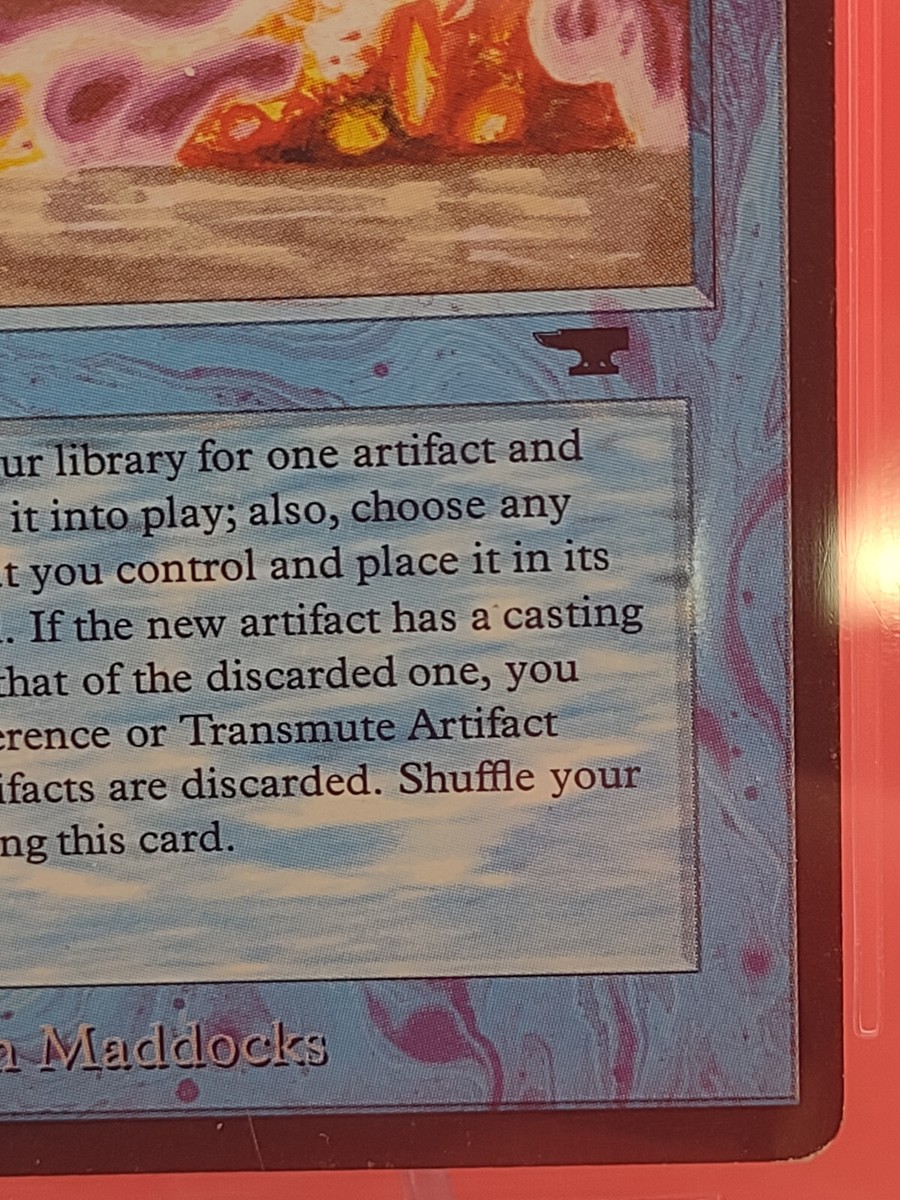 ur library for one artifact and
it into play; also, choose any
t you control and place it in its
. If the new artifact has a casting
that of the discarded one, you
erence or Transmute Artifact
ifacts are discarded. Shuffle your
ng this card.
n Maddocks